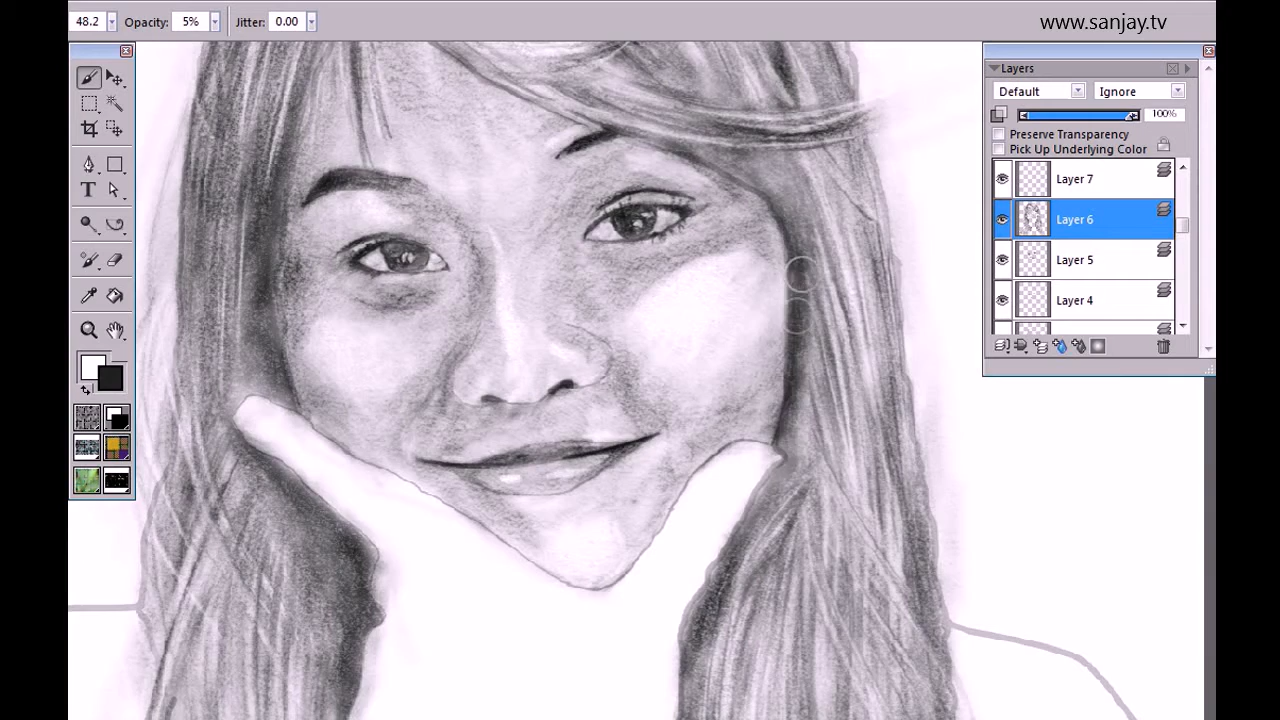 48.2 Opacity: 5% Jitter: 0.00
www.sanjay.tv
Layers
Default Ignore
100%
Preserve Transparency
Pick Up Underlying Color
Layer 7
Layer 6
Layer 5
Layer 4
T